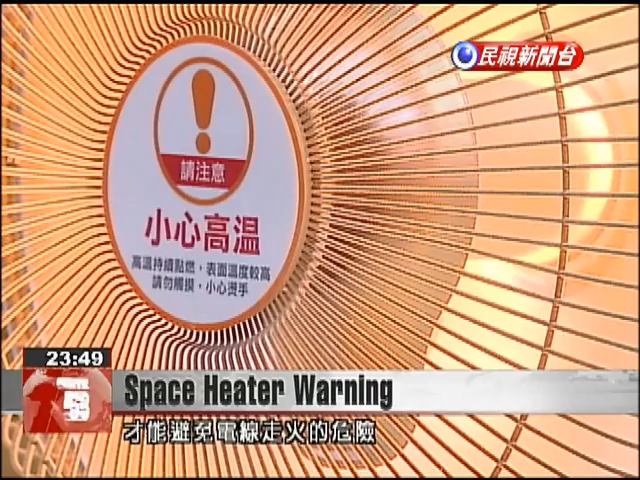 民視新聞台
請注意
小心高溫
高溫持續點燃，表面溫度較高
請勿觸摸，小心燙手
23:49
Space Heater Warning
才能避免電線走火的危險